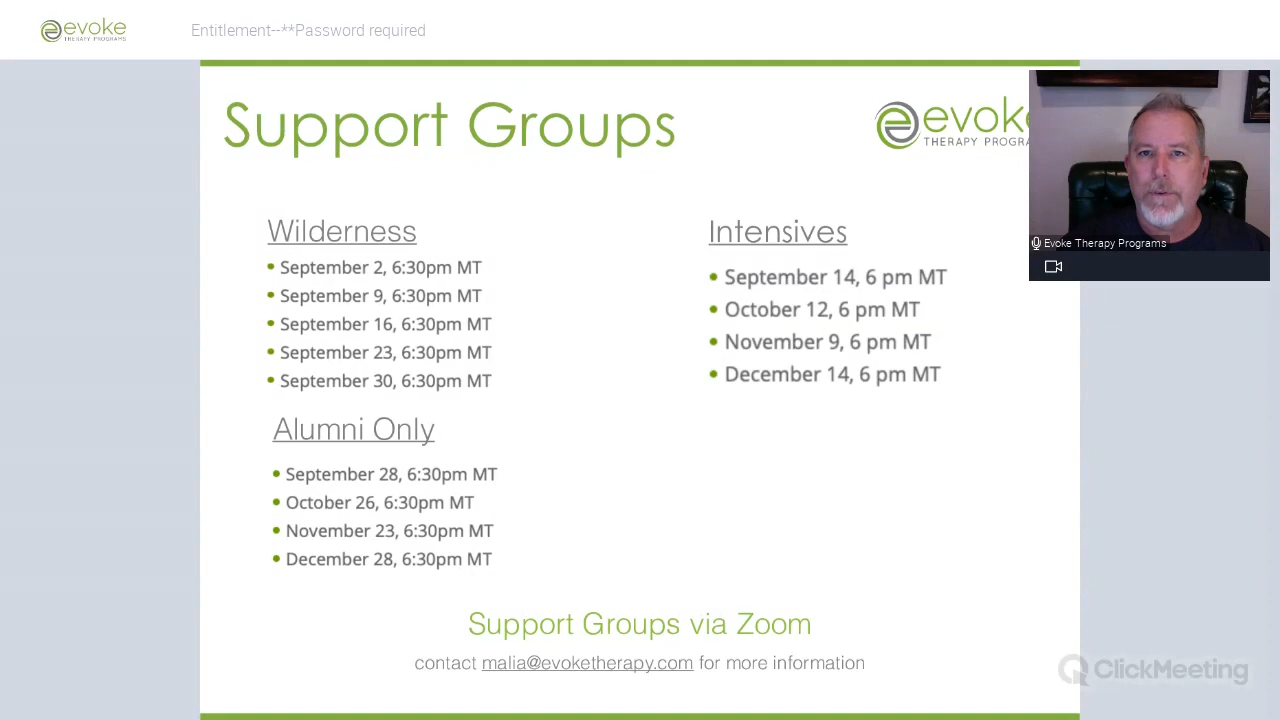 evoke
THERAPY PROGRAMS
Entitlement--**Password required
Support Groups
evoke
THERAPY PROGRA
Evoke Therapy Programs
Wilderness
• September 2, 6:30pm MT
• September 9, 6:30pm MT
• September 16, 6:30pm MT
• September 23, 6:30pm MT
• September 30, 6:30pm MT
Alumni Only
• September 28, 6:30pm MT
• October 26, 6:30pm MT
• November 23, 6:30pm MT
• December 28, 6:30pm MT
Intensives
• September 14, 6 pm MT
• October 12, 6 pm MT
• November 9, 6 pm MT
• December 14, 6 pm MT
Support Groups via Zoom
contact malia@evoketherapy.com for more information
ClickMeeting